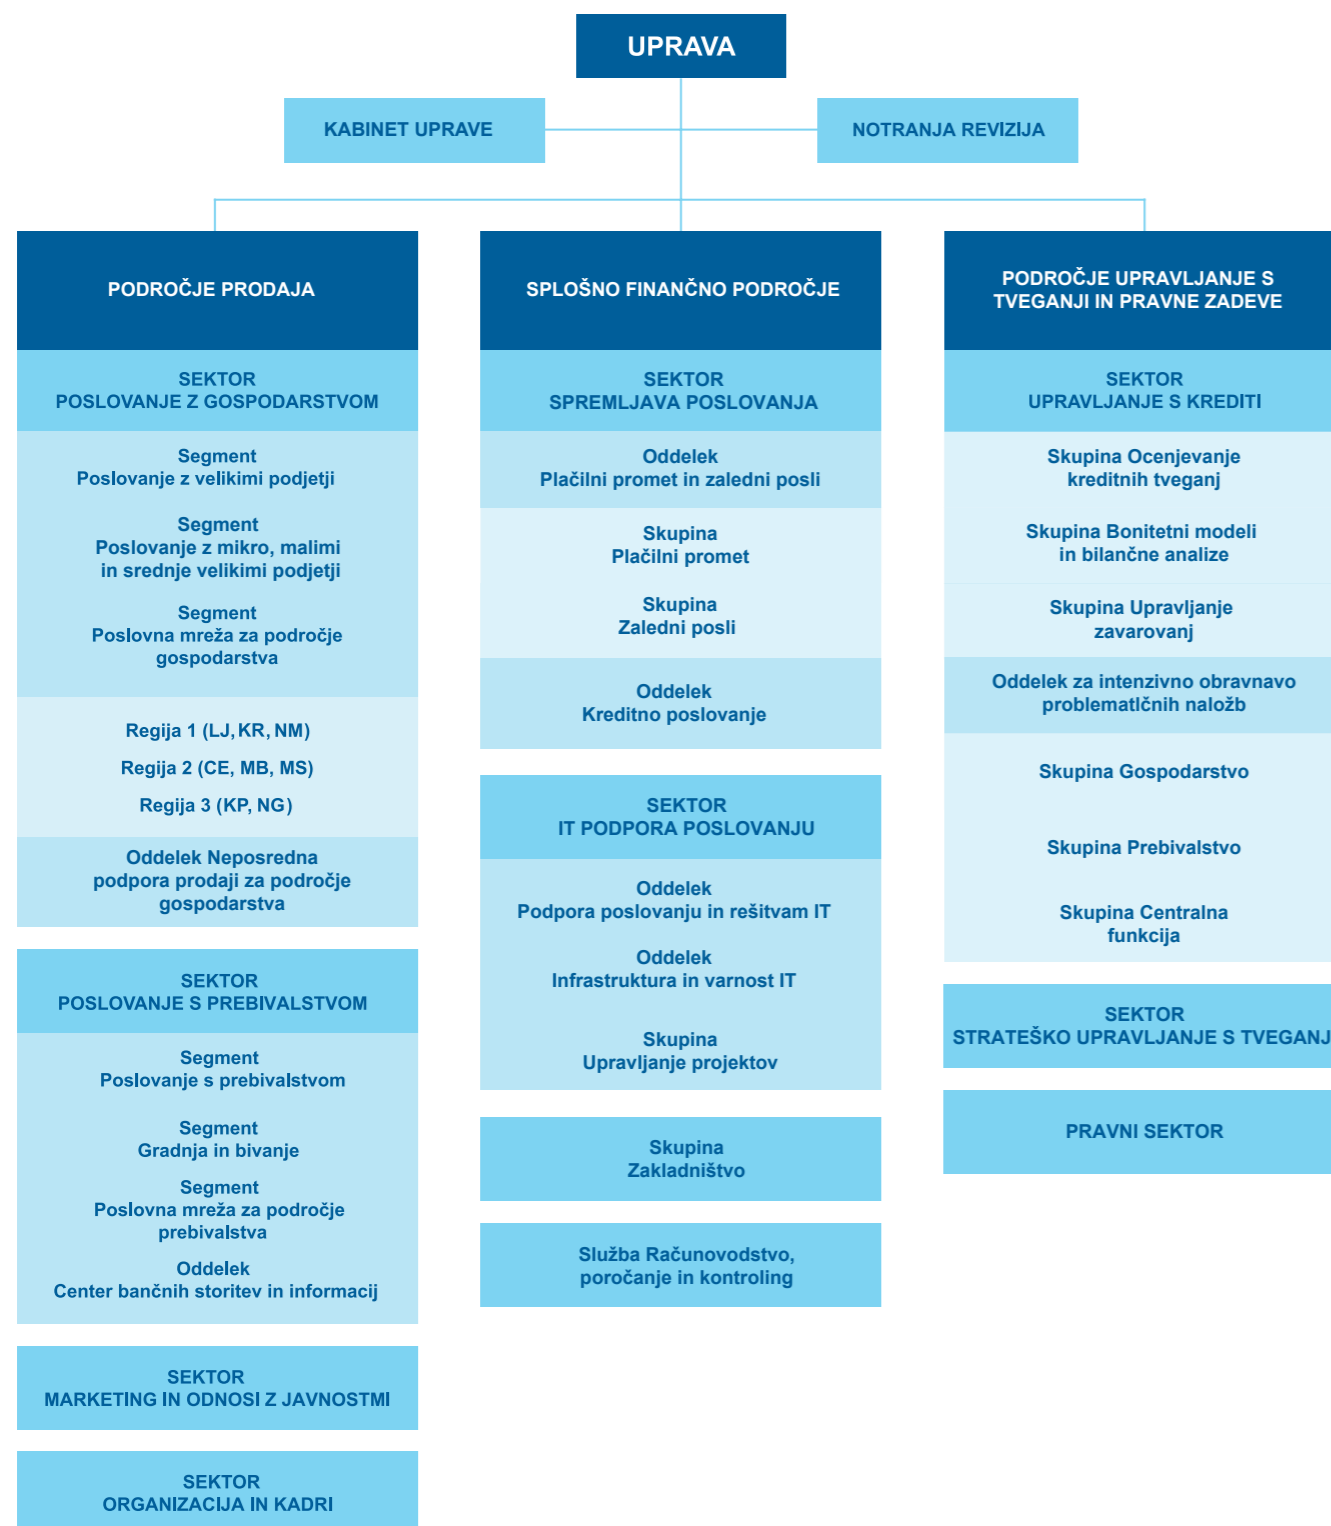 UPRAVA
KABINET UPRAVE
NOTRANJA REVIZIJA
PODROČJE PRODAJA
SEKTOR
POSLOVANJE Z GOSPODARSTVOM
Segment
Poslovanje z velikimi podjetji
Segment
Poslovanje z mikro, malimi
in srednje velikimi podjetji
Segment
Poslovna mreža za področje
gospodarstva
Regija 1 (LJ, KR, NM)
Regija 2 (CE, MB, MS)
Regija 3 (KP, NG)
Oddelek Neposredna
podpora prodaji za področje
gospodarstva
SEKTOR
POSLOVANJE S PREBIVALSTVOM
Segment
Poslovanje s prebivalstvom
Segment
Gradnja in bivanje
Segment
Poslovna mreža za področje
prebivalstva
Oddelek
Center bančnih storitev in informacij
SEKTOR
MARKETING IN ODNOSI Z JAVNOSTMI
SEKTOR
ORGANIZACIJA IN KADRI
SPLOŠNO FINANČNO PODROČJE
SEKTOR
SPREMLJAVA POSLOVANJA
Oddelek
Plačilni promet in zaledni posli
Skupina
Plačilni promet
Skupina
Zaledni posli
Oddelek
Kreditno poslovanje
SEKTOR
IT PODPORA POSLOVANJU
Oddelek
Podpora poslovanju in rešitvam IT
Oddelek
Infrastruktura in varnost IT
Skupina
Upravljanje projektov
Skupina
Zakladništvo
Služba Računovodstvo,
poročanje in kontroling
PODROČJE UPRAVLJANJE S
TVEGANJI IN PRAVNE ZADEVE
SEKTOR
UPRAVLJANJE S KREDITI
Skupina Ocenjevanje
kreditnih tveganj
Skupina Bonitetni modeli
in bilančne analize
Skupina Upravljanje
zavarovanj
Oddelek za intenzivno obravnavo
problematlčnih naložb
Skupina Gospodarstvo
Skupina Prebivalstvo
Skupina Centralna
funkcija
SEKTOR
STRATEŠKO UPRAVLJANJE S TVEGANJ
PRAVNI SEKTOR